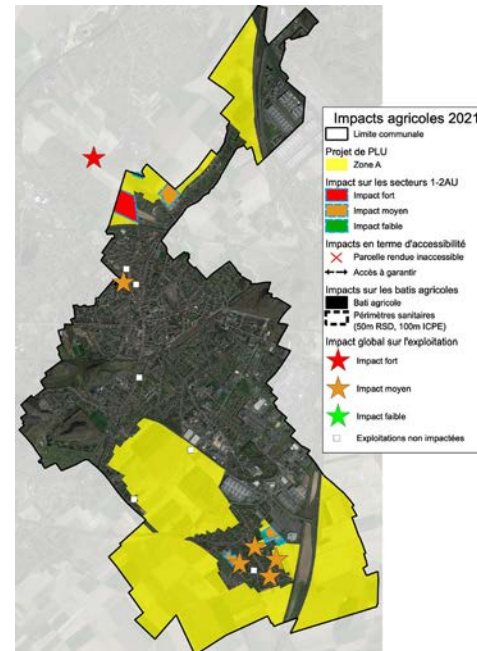 Impacts agricoles 2021
Limite communale
Projet de PLU
Zone A
Impact sur les secteurs 1-2AU
Impact fort
Impact moyen
Impact faible
Impacts en terme d'accessibilité
Parcelle rendue inaccessible
Accès à garantir
Impacts sur les batis agricoles
Bati agricole
Périmètres sanitaires
(50m RSD, 100m ICPE)
Impact global sur l'exploitation
Impact fort
Impact moyen
Impact faible
Exploitations non impactées